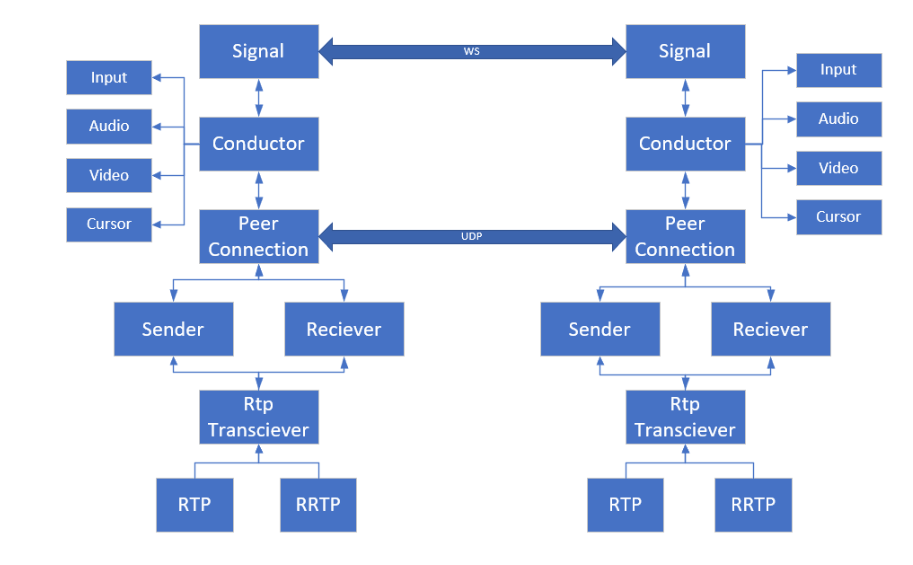 Signal
WS
Signal
Input
Input
Audio
Audio
Conductor
Conductor
Video
Video
Cursor
Cursor
Peer
Connection
UDP
Peer
Connection
Sender
Reciever
Sender
Reciever
Rtp
Transciever
Rtp
Transciever
RTP
RRTP
RTP
RRTP